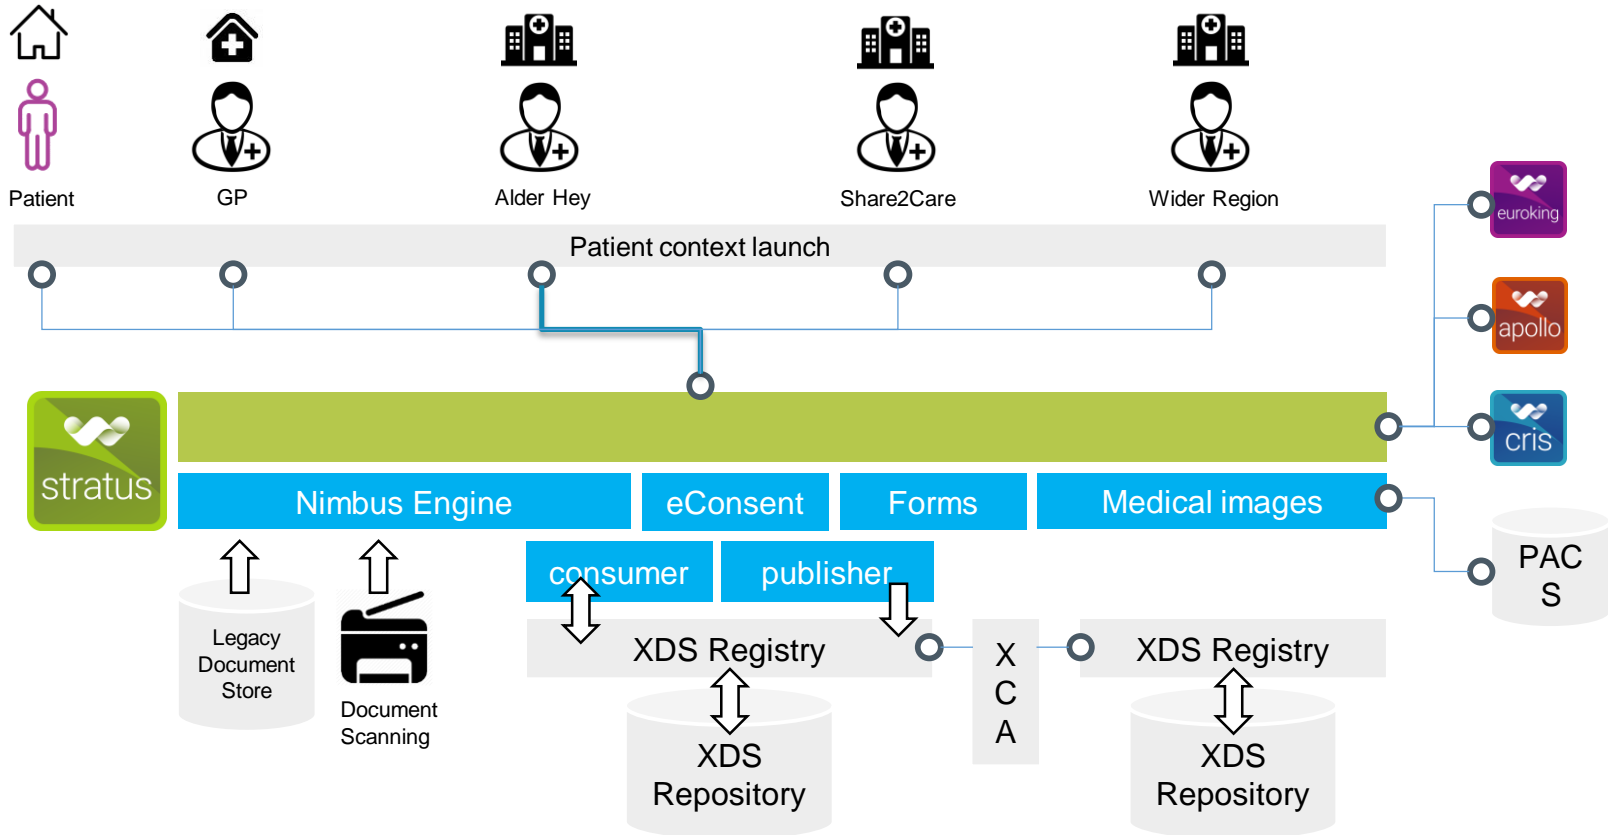 Patient
GP
Alder Hey
Share2Care
Wider Region
Patient context launch
euroking
apollo
cris
stratus
Nimbus Engine
eConsent
Forms
Medical images
consumer
publisher
PAC
S
Legacy
Document
Store
Document
Scanning
XDS Registry
X
C
A
XDS Registry
XDS
Repository
XDS
Repository